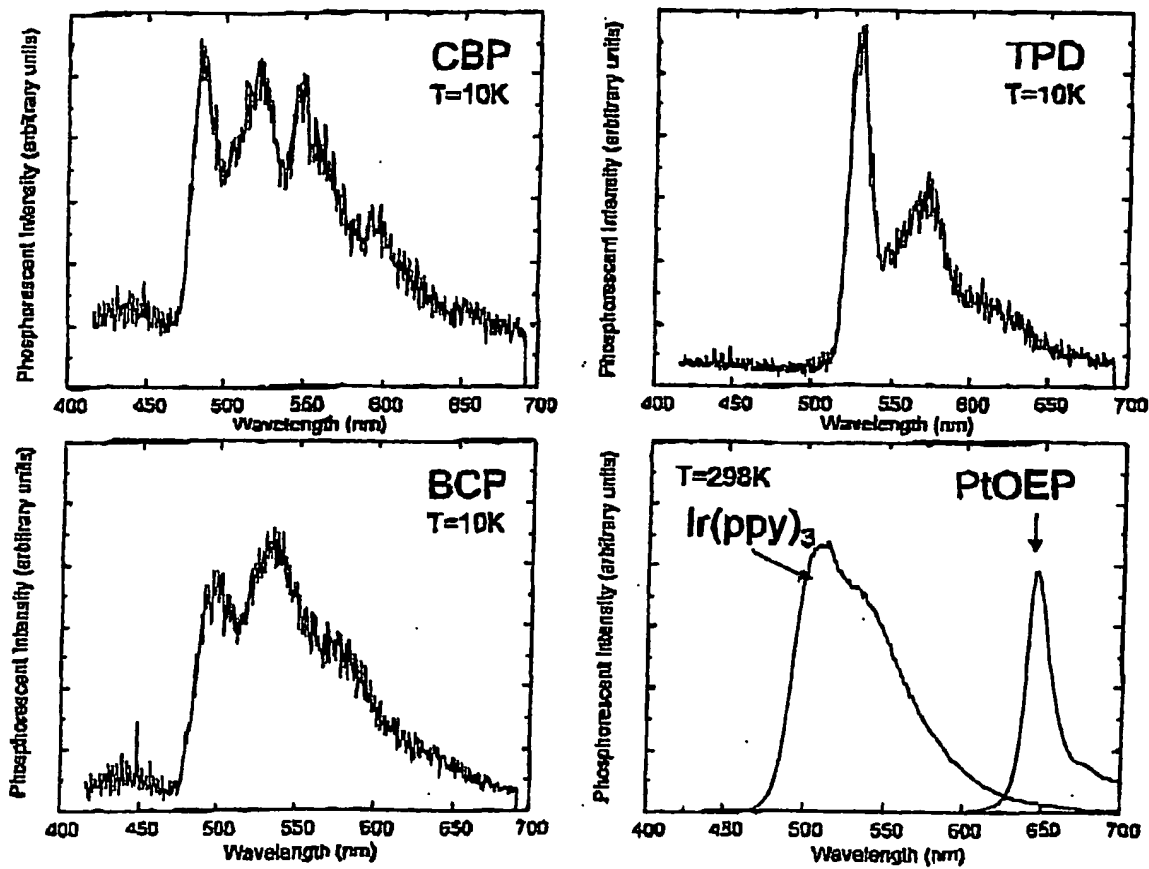 Phosphorescent Intensity (arbitrary units)
CBP
T=10K
400 450 500 550 600 650 700
Wavelength (nm)
Phosphorescent Intensity (arbitrary units)
TPD
T=10K
400 450 500 550 600 650 700
Wavelength (nm)
Phosphorescent Intensity (arbitrary units)
BCP
T=10K
400 450 500 550 600 650 700
Wavelength (nm)
Phosphorescent Intensity (arbitrary units)
T=298K
PtOEP
Ir(ppy)3
400 450 500 550 600 650 700
Wavelength (nm)